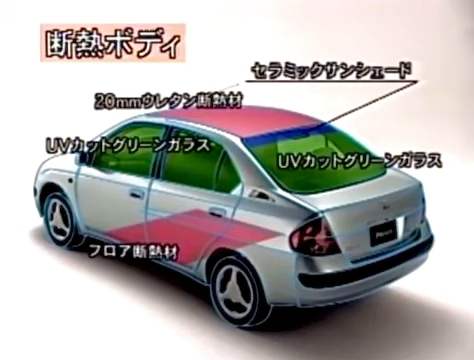 断熱ボディ
セラミックサンシェード
20mmウレタン断熱材
UVカットグリーンガラス
UVカットグリーンガラス
フロア断熱材